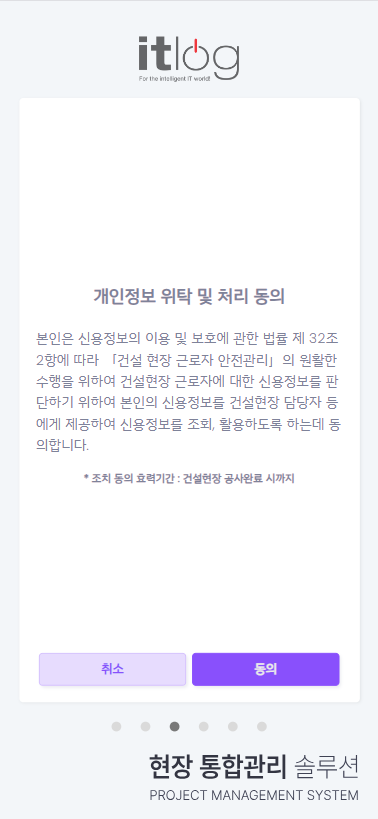 itlog
For the intelligent IT world!
개인정보 위탁 및 처리 동의
본인은 신용정보의 이용 및 보호에 관한 법률 제 32조
2항에 따라 「건설 현장 근로자 안전관리」의 원활한
수행을 위하여 건설현장 근로자에 대한 신용정보를 판
단하기 위하여 본인의 신용정보를 건설현장 담당자 등
에게 제공하여 신용정보를 조회, 활용하도록 하는데 동
의합니다.
* 조치 동의 효력기간 : 건설현장 공사완료 시까지
취소 동의
현장 통합관리 솔루션
PROJECT MANAGEMENT SYSTEM